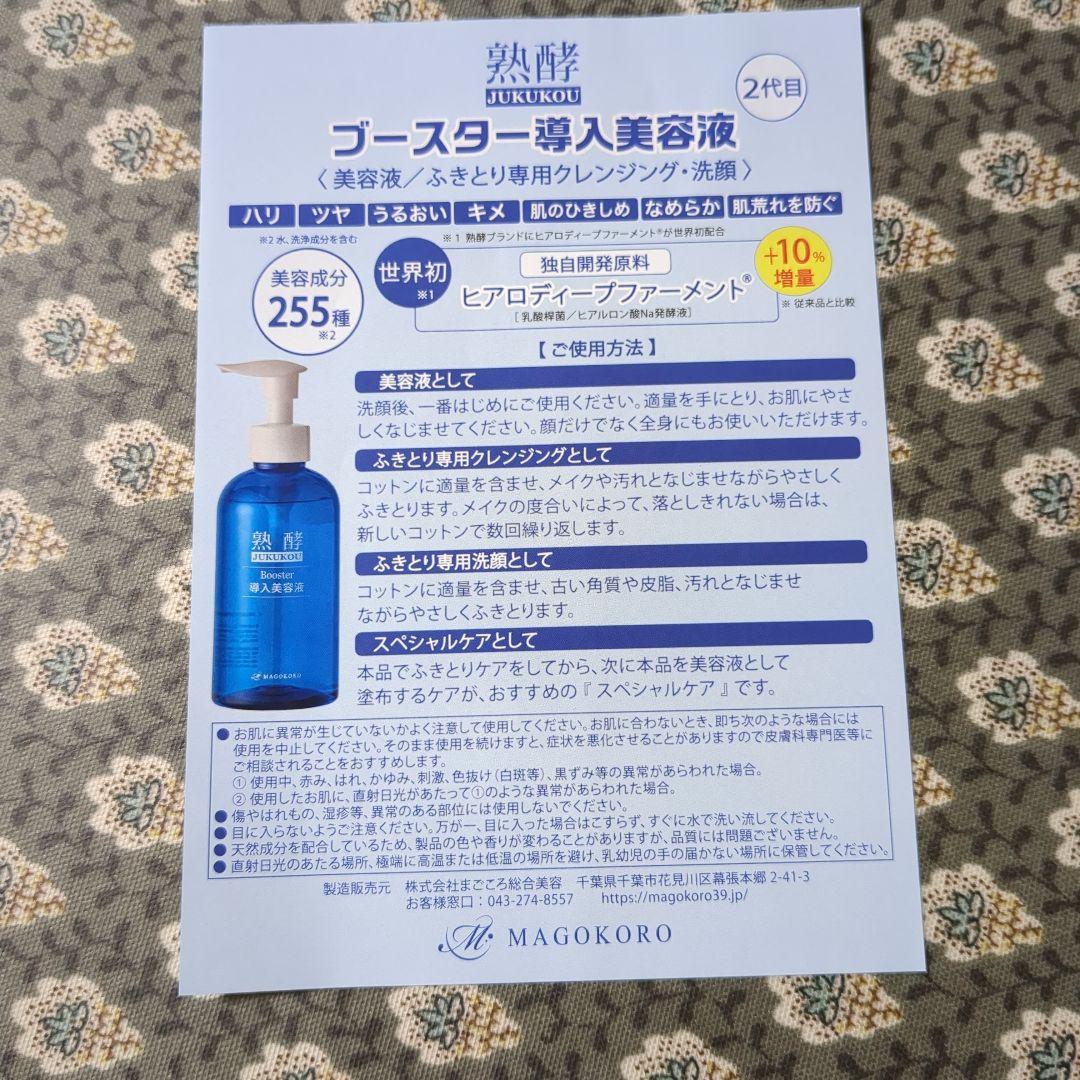 熟酵
JUKUKOU
2代目
ブースター導入美容液
〈 美容液／ふきとり専用クレンジング・洗顔 〉
ハリ ツヤ うるおい キメ 肌のひきしめ なめらか 肌荒れを防ぐ
※2 水、洗浄成分を含む
※1 熟酵ブランドにヒアロディープファーメント®が世界初配合
美容成分
255種
※2
世界初
※1
独自開発原料
ヒアロディープファーメント®
［乳酸桿菌／ヒアルロン酸Na発酵液］
+10%
増量
※ 従来品と比較
【 ご使用方法 】
美容液として
洗顔後、一番はじめにご使用ください。適量を手にとり、お肌にやさ
しくなじませてください。顔だけでなく全身にもお使いいただけます。
ふきとり専用クレンジングとして
コットンに適量を含ませ、メイクや汚れとなじませながらやさしく
ふきとります。メイクの度合いによって、落としきれない場合は、
新しいコットンで数回繰り返します。
ふきとり専用洗顔として
コットンに適量を含ませ、古い角質や皮脂、汚れとなじませ
ながらやさしくふきとります。
スペシャルケアとして
本品でふきとりケアをしてから、次に本品を美容液として
塗布するケアが、おすすめの『 スペシャルケア 』です。
熟酵
JUKUKOU
Booster
導入美容液
MAGOKORO
● お肌に異常が生じていないかよく注意して使用してください。お肌に合わないとき、即ち次のような場合には
使用を中止してください。そのまま使用を続けますと、症状を悪化させることがありますので皮膚科専門医等に
ご相談されることをおすすめします。
① 使用中、赤み、はれ、かゆみ、刺激、色抜け（白斑等）、黒ずみ等の異常があらわれた場合。
② 使用したお肌に、直射日光があたって①のような異常があらわれた場合。
● 傷やはれもの、湿疹等、異常のある部位には使用しないでください。
● 目に入らないようご注意ください。万が一、目に入った場合はこすらず、すぐに水で洗い流してください。
● 天然成分を配合しているため、製品の色や香りが変わることがありますが、品質には問題ございません。
● 直射日光のあたる場所、極端に高温または低温の場所を避け、乳幼児の手の届かない場所に保管してください。
製造販売元 株式会社まごころ総合美容 千葉県千葉市花見川区幕張本郷 2-41-3
お客様窓口：043-274-8557 https://magokoro39.jp/
MAGOKORO